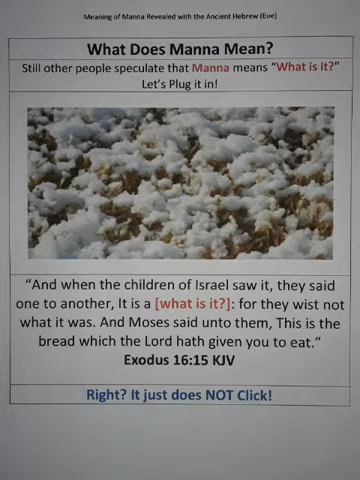 Meaning of Manna Revealed with the Ancient Hebrew (Eue)
What Does Manna Mean?
Still other people speculate that Manna means “What is it?”
Let’s Plug it in!
“And when the children of Israel saw it, they said
one to another, It is a [what is it?]: for they wist not
what it was. And Moses said unto them, This is the
bread which the Lord hath given you to eat.”
Exodus 16:15 KJV
Right? It just does NOT Click!